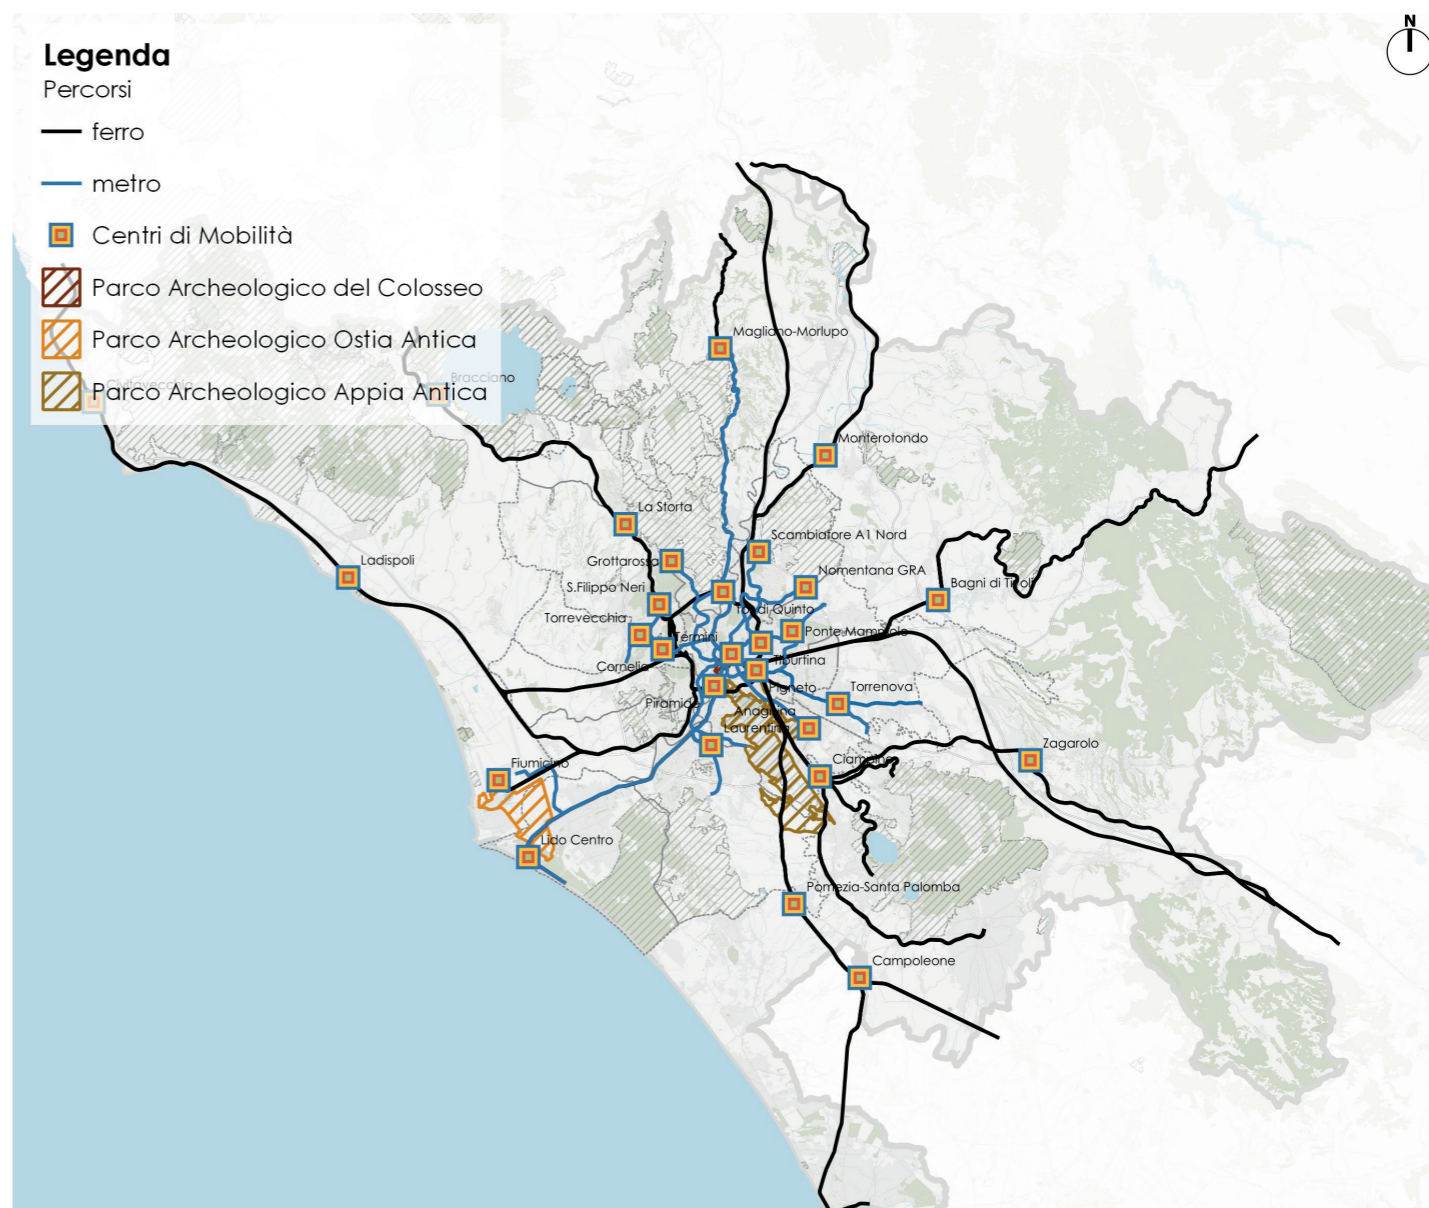 N
Legenda
Percorsi
ferro
metro
Centri di Mobilità
Parco Archeologico del Colosseo
Parco Archeologico Ostia Antica
Parco Archeologico Appia Antica
Civitavecchia
Bracciano
Magliano-Morlupo
Monterotondo
La Storta
Scambiatore A1 Nord
Grottarossa
Ladispoli
Nomentana GRA
S.Filippo Neri
Bagni di Tivoli
Tor di Quinto
Torrevecchia
Ponte Mammolo
Termini
Cornelia
Tiburtina
Pigneto
Torrenova
Piramide
Anagnina
Laurentina
Zagarolo
Fiumicino
Ciampino
Lido Centro
Pomezia-Santa Palomba
Campoleone